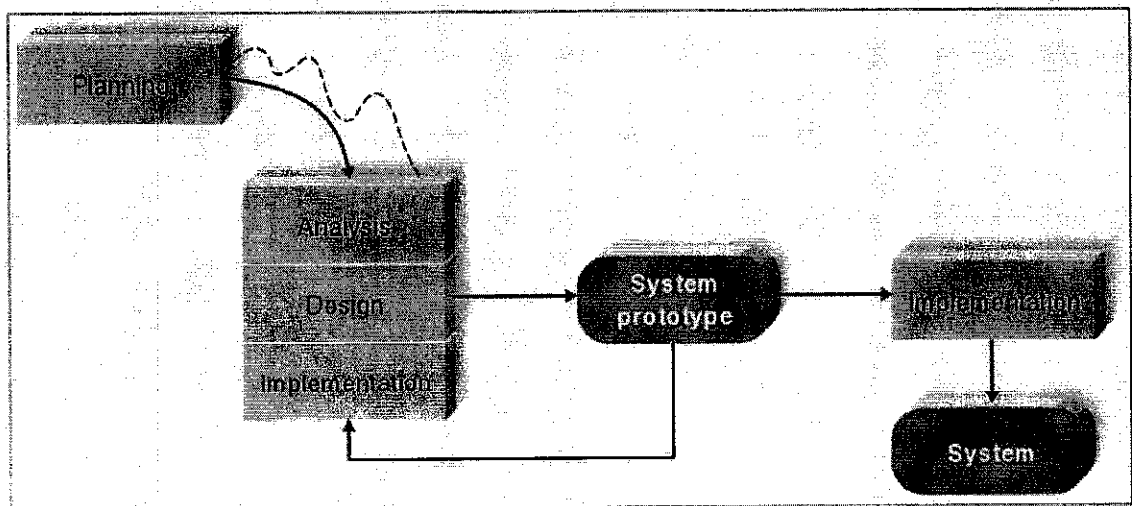 Planning
Analysis
Design
Implementation
System
prototype
Implementation
System